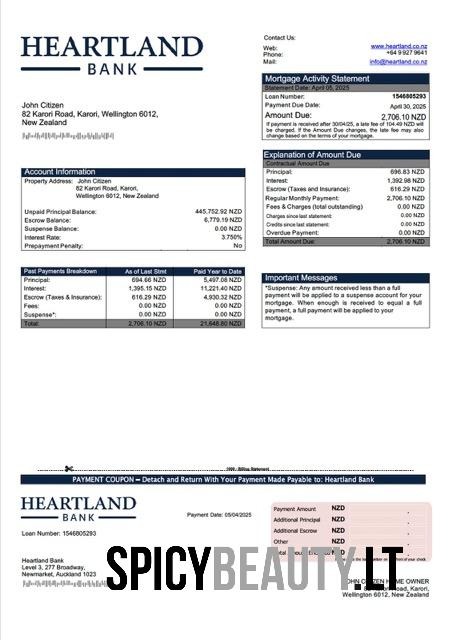 HEARTLAND
BANK
Contact Us:
Web: www.heartland.co.nz
Phone: +64 9 927 9641
Mail: info@heartland.co.nz
Mortgage Activity Statement
Statement Date: April 05, 2025
Loan Number: 1546805293
Payment Due Date: April 30, 2025
Amount Due: 2,706.10 NZD
If payment is received after 30/04/25, a late fee of 104.49 NZD will
be charged. If the Amount Due changes, the late fee may also
change based on the terms of your mortgage.
John Citizen
82 Karori Road, Karori, Wellington 6012,
New Zealand
Explanation of Amount Due
Contractual Amount Due
Principal: 696.83 NZD
Interest: 1,392.98 NZD
Escrow (Taxes and Insurance): 616.29 NZD
Regular Monthly Payment: 2,706.10 NZD
Fees & Charges (total outstanding) 0.00 NZD
Charges since last statement: 0.00 NZD
Credits since last statement: 0.00 NZD
Overdue Payment: 0.00 NZD
Total Amount Due: 2,706.10 NZD
Account Information
Property Address: John Citizen
82 Karori Road, Karori,
Wellington 6012, New Zealand
Unpaid Principal Balance: 445,752.92 NZD
Escrow Balance: 6,779.19 NZD
Suspense Balance: 0.00 NZD
Interest Rate: 3.750%
Prepayment Penalty: No
Past Payments Breakdown As of Last Stmt Paid Year to Date
Principal: 694.66 NZD 5,497.08 NZD
Interest: 1,395.15 NZD 11,221.40 NZD
Escrow (Taxes & Insurance): 616.29 NZD 4,930.32 NZD
Fees: 0.00 NZD 0.00 NZD
Suspense*: 0.00 NZD 0.00 NZD
Total: 2,706.10 NZD 21,648.80 NZD
Important Messages
*Suspense: Any amount received less than a full
payment will be applied to a suspense account for your
mortgage. When enough is received to equal a full
payment, a full payment will be applied to your
mortgage.
Billing Statement
PAYMENT COUPON – Detach and Return With Your Payment Made Payable to: Heartland Bank
HEARTLAND
BANK
Payment Date: 05/04/2025
Loan Number: 1546805293
Payment Amount NZD
Additional Principal NZD
Additional Escrow NZD
Other NZD
Heartland Bank
Level 3, 277 Broadway,
Newmarket, Auckland 1023
SPICYBEAUTY.LT
JOHN CITIZEN HOME OWNER
Karori Road, Karori,
Wellington 6012, New Zealand